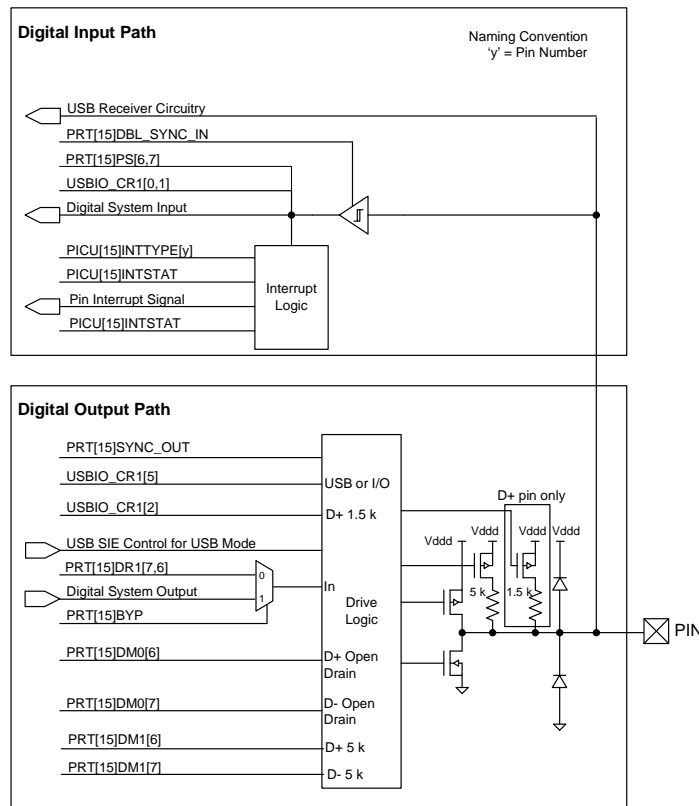 Digital Input Path
Naming Convention
'y' = Pin Number
USB Receiver Circuitry
PRT[15]DBL_SYNC_IN
PRT[15]PS[6,7]
USBIO_CR1[0,1]
Digital System Input
PICU[15]INTTYPE[y]
PICU[15]INTSTAT
Pin Interrupt Signal
PICU[15]INTSTAT
Interrupt
Logic
Digital Output Path
PRT[15]SYNC_OUT
USBIO_CR1[5]
USB or I/O
USBIO_CR1[2]
D+ 1.5 k
D+ pin only
Vddd
Vddd
Vddd
Vddd
USB SIE Control for USB Mode
PRT[15]DR1[7,6]
0
Digital System Output
1
PRT[15]BYP
In
Drive
Logic
5 k
1.5 k
PIN
PRT[15]DM0[6]
D+ Open
Drain
PRT[15]DM0[7]
D- Open
Drain
PRT[15]DM1[6]
D+ 5 k
PRT[15]DM1[7]
D- 5 k